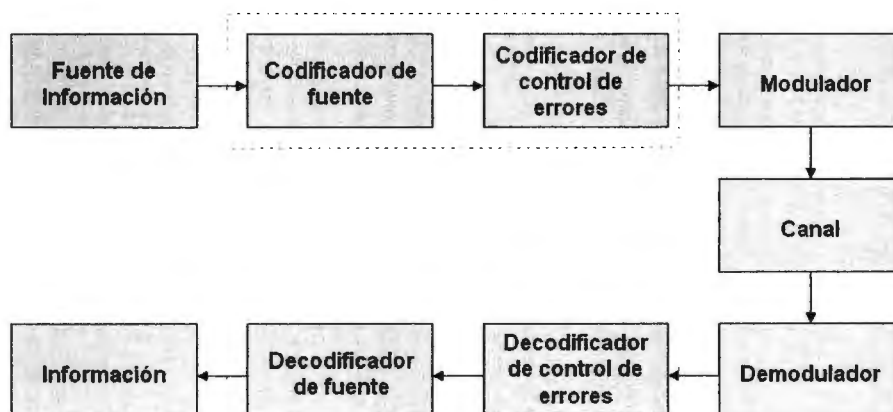 Fuente de
Información
Codificador de
fuente
Codificador de
control de
errores
Modulador
Canal
Información
Decodificador
de fuente
Decodificador
de control de
errores
Demodulador